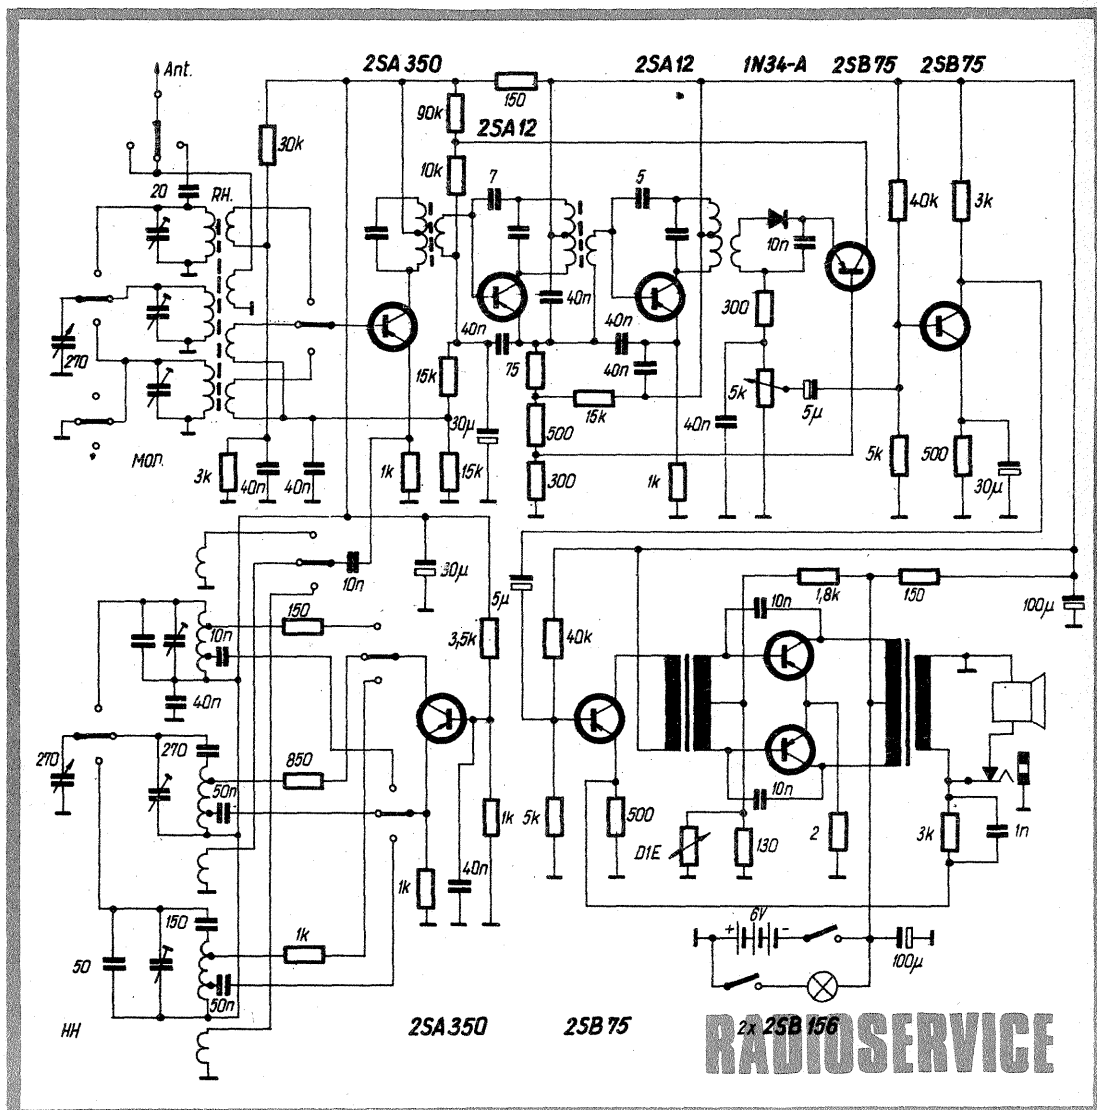 2SA350
2SA12
1N34-A
2SB75
2SB75
Ant.
150
90k
2SA12
30k
10k
7
5
20
RH.
40k
3k
10n
40n
300
270
40n
40n
75
15k
40n
5k
5µ
15k
30µ
500
40n
MOD.
3k
40n
40n
1k
15k
300
1k
5k
500
30µ
10n
30µ
5µ
1,8k
150
10n
100µ
150
10n
3,5k
40k
40n
270
270
850
50n
10n
1k
5k
500
D1E
130
2
3k
1n
1k
40n
150
6V
+
-
50
1k
100µ
50n
HH
2SA350
2SB75
2x 2SB156
RADIOSERVICE